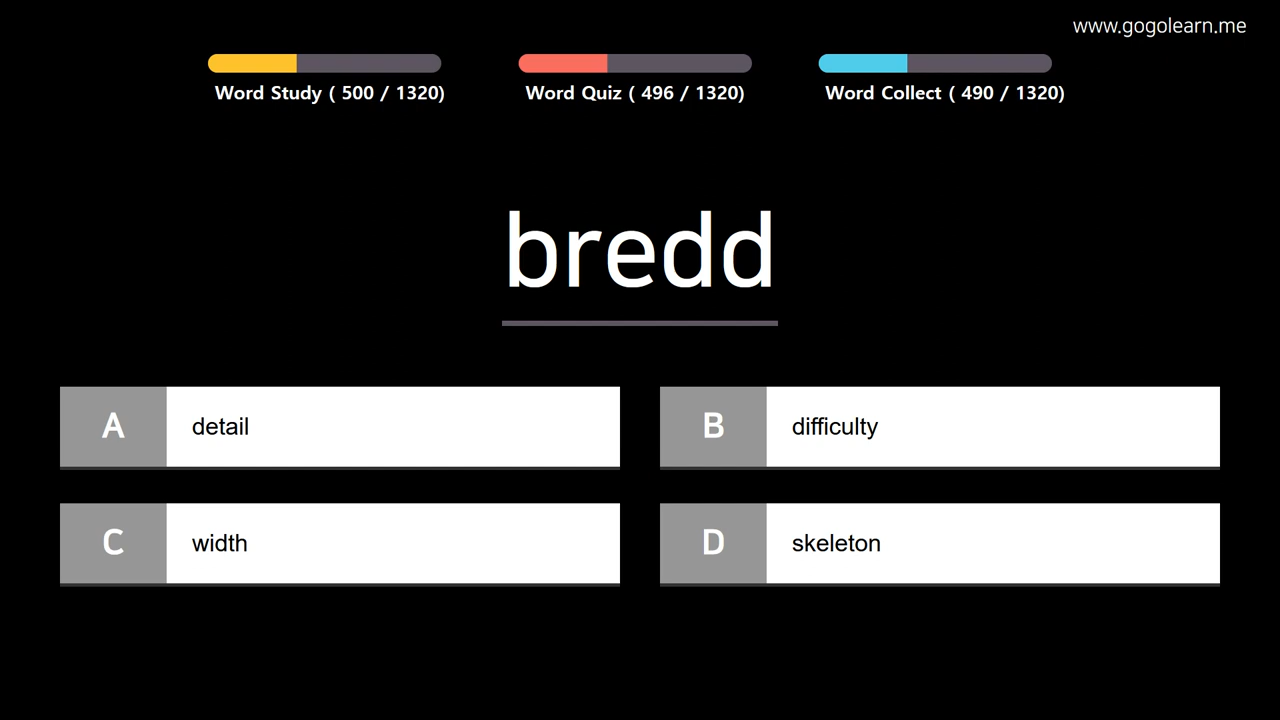 www.gogolearn.me
Word Study ( 500 / 1320)
Word Quiz ( 496 / 1320)
Word Collect ( 490 / 1320)
bredd
A detail
B difficulty
C width
D skeleton